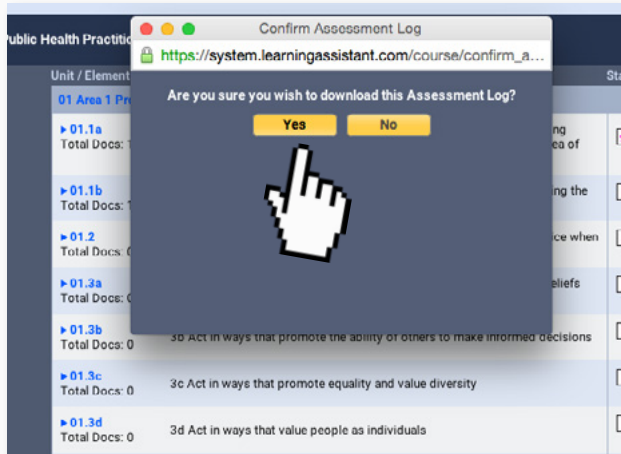 Confirm Assessment Log
https://system.learningassistant.com/course/confirm_a...
Public Health Practitio
Are you sure you wish to download this Assessment Log?
Yes No
Unit / Element
Sta
01 Area 1 Pr
▸ 01.1a
Total Docs:
ng
ea of
▸ 01.1b
Total Docs: 1
ing the
▸ 01.2
Total Docs: 0
ice when
▸ 01.3a
Total Docs: 0
eliefs
▸ 01.3b
Total Docs: 0
3b Act in ways that promote the ability of others to make informed decisions
▸ 01.3c
Total Docs: 0
3c Act in ways that promote equality and value diversity
▸ 01.3d
Total Docs: 0
3d Act in ways that value people as individuals